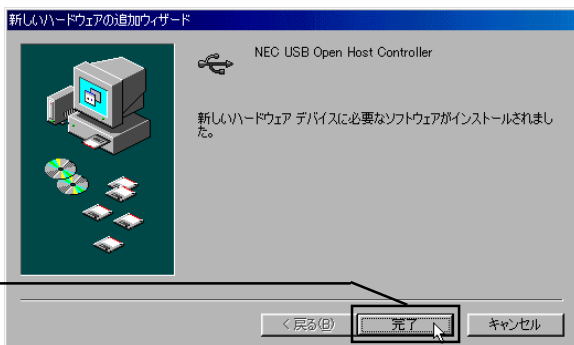 新しいハードウェアの追加ウィザード
NEC USB Open Host Controller
新しいハードウェア デバイスに必要なソフトウェアがインストールされまし
た。
< 戻る(B)
完了
キャンセル